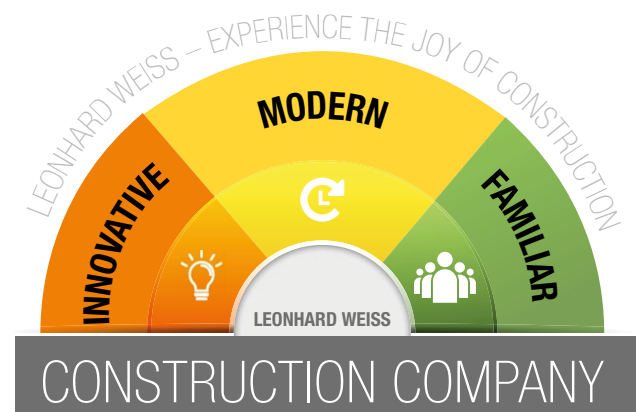 LEONHARD WEISS – EXPERIENCE THE JOY OF CONSTRUCTION
INNOVATIVE
MODERN
FAMILIAR
LEONHARD WEISS
CONSTRUCTION COMPANY